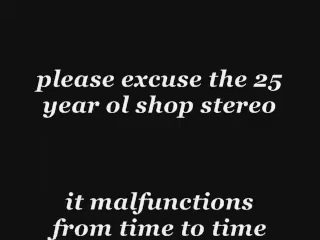 please excuse the 25
year ol shop stereo
it malfunctions
from time to time